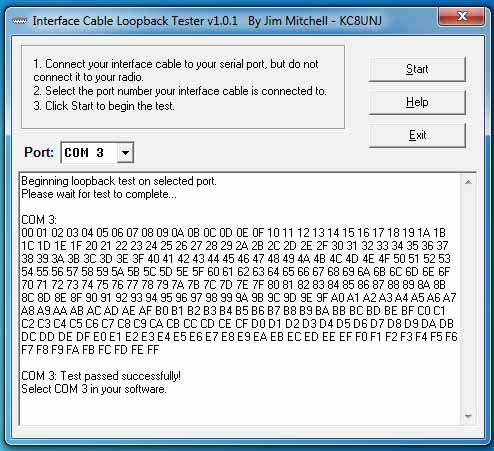 Interface Cable Loopback Tester v1.0.1 By Jim Mitchell - KC8UNJ
1. Connect your interface cable to your serial port, but do not
connect it to your radio.
2. Select the port number your interface cable is connected to.
3. Click Start to begin the test.
Start
Help
Exit
Port: COM 3
Beginning loopback test on selected port.
Please wait for test to complete...
COM 3:
00 01 02 03 04 05 06 07 08 09 0A 0B 0C 0D 0E 0F 10 11 12 13 14 15 16 17 18 19 1A 1B
1C 1D 1E 1F 20 21 22 23 24 25 26 27 28 29 2A 2B 2C 2D 2E 2F 30 31 32 33 34 35 36 37
38 39 3A 3B 3C 3D 3E 3F 40 41 42 43 44 45 46 47 48 49 4A 4B 4C 4D 4E 4F 50 51 52 53
54 55 56 57 58 59 5A 5B 5C 5D 5E 5F 60 61 62 63 64 65 66 67 68 69 6A 6B 6C 6D 6E 6F
70 71 72 73 74 75 76 77 78 79 7A 7B 7C 7D 7E 7F 80 81 82 83 84 85 86 87 88 89 8A 8B
8C 8D 8E 8F 90 91 92 93 94 95 96 97 98 99 9A 9B 9C 9D 9E 9F A0 A1 A2 A3 A4 A5 A6 A7
A8 A9 AA AB AC AD AE AF B0 B1 B2 B3 B4 B5 B6 B7 B8 B9 BA BB BC BD BE BF C0 C1
C2 C3 C4 C5 C6 C7 C8 C9 CA CB CC CD CE CF D0 D1 D2 D3 D4 D5 D6 D7 D8 D9 DA DB
DC DD DE DF E0 E1 E2 E3 E4 E5 E6 E7 E8 E9 EA EB EC ED EE EF F0 F1 F2 F3 F4 F5 F6
F7 F8 F9 FA FB FC FD FE FF
COM 3: Test passed successfully!
Select COM 3 in your software.